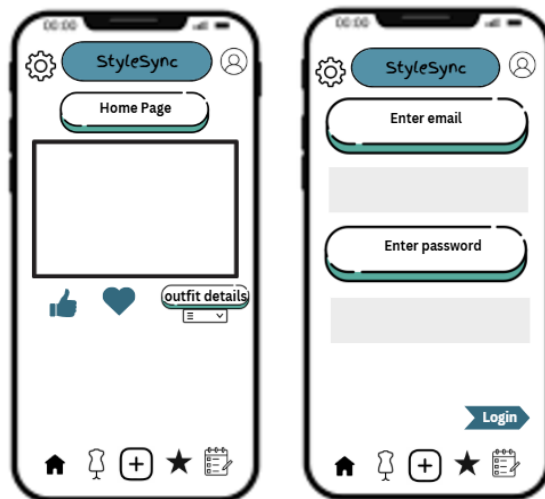 00:00
StyleSync
Home Page
outfit details
00:00
StyleSync
Enter email
Enter password
Login